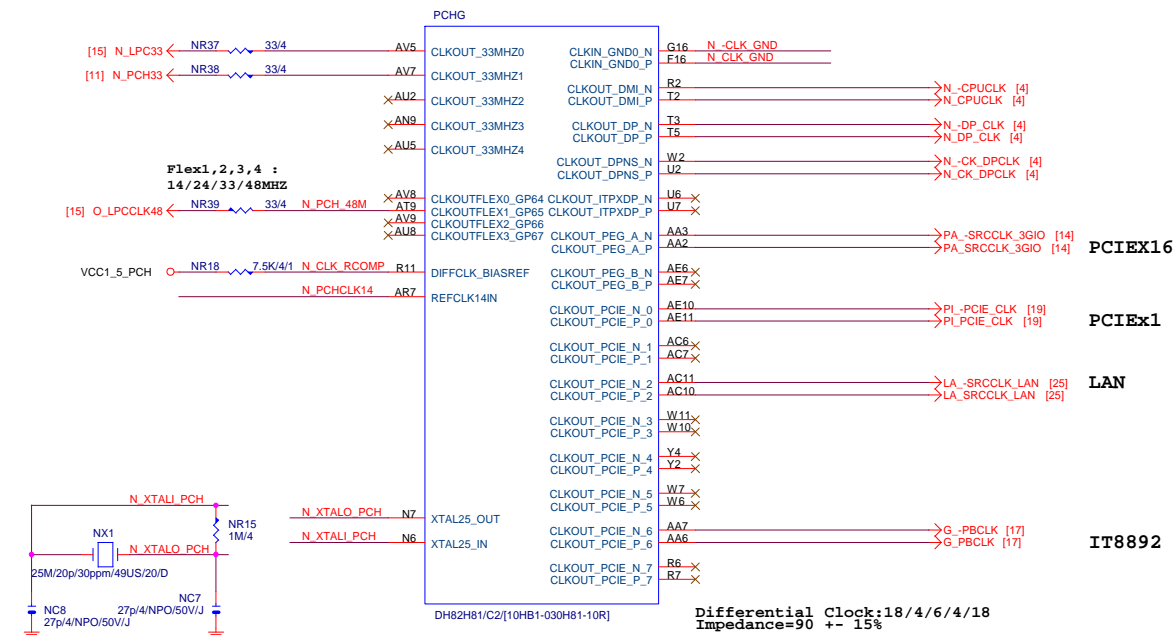 PCHG
[15] N_LPC33 NR37 33/4 AV5 CLKOUT_33MHZ0 CLKIN_GND0_N G16 N_-CLK_GND
CLKIN_GND0_P F16 N_CLK_GND
[11] N_PCH33 NR38 33/4 AV7 CLKOUT_33MHZ1
CLKOUT_DMI_N R2 N_-CPUCLK [4]
AU2 CLKOUT_33MHZ2 CLKOUT_DMI_P T2 N_CPUCLK [4]
AN9 CLKOUT_33MHZ3 CLKOUT_DP_N T3 N_-DP_CLK [4]
CLKOUT_DP_P T5 N_DP_CLK [4]
AU5 CLKOUT_33MHZ4
CLKOUT_DPNS_N W2 N_-CK_DPCLK [4]
CLKOUT_DPNS_P U2 N_CK_DPCLK [4]
Flex1,2,3,4 :
14/24/33/48MHZ
AV8 CLKOUTFLEX0_GP64 CLKOUT_ITPXDP_N U6
[15] O_LPCCLK48 NR39 33/4 N_PCH_48M AT9 CLKOUTFLEX1_GP65 CLKOUT_ITPXDP_P U7
AV9 CLKOUTFLEX2_GP66
AU8 CLKOUTFLEX3_GP67 CLKOUT_PEG_A_N AA3 PA_-SRCCLK_3GIO [14]
CLKOUT_PEG_A_P AA2 PA_SRCCLK_3GIO [14] PCIEX16
VCC1_5_PCH NR18 7.5K/4/1 N_CLK_RCOMP R11 DIFFCLK_BIASREF CLKOUT_PEG_B_N AE6
CLKOUT_PEG_B_P AE7
N_PCHCLK14 AR7 REFCLK14IN
CLKOUT_PCIE_N_0 AE10 PI_-PCIE_CLK [19]
CLKOUT_PCIE_P_0 AE11 PI_PCIE_CLK [19] PCIEx1
CLKOUT_PCIE_N_1 AC6
CLKOUT_PCIE_P_1 AC7
CLKOUT_PCIE_N_2 AC11 LA_-SRCCLK_LAN [25] LAN
CLKOUT_PCIE_P_2 AC10 LA_SRCCLK_LAN [25]
CLKOUT_PCIE_N_3 W11
CLKOUT_PCIE_P_3 W10
CLKOUT_PCIE_N_4 Y4
CLKOUT_PCIE_P_4 Y2
CLKOUT_PCIE_N_5 W7
CLKOUT_PCIE_P_5 W6
N_XTALI_PCH
N_XTALO_PCH N7 XTAL25_OUT
NR15
1M/4
NX1
CLKOUT_PCIE_N_6 AA7 G_-PBCLK [17]
N_XTALO_PCH N_XTALI_PCH N6 XTAL25_IN CLKOUT_PCIE_P_6 AA6 G_PBCLK [17] IT8892
25M/20p/30ppm/49US/20/D
CLKOUT_PCIE_N_7 R6
CLKOUT_PCIE_P_7 R7
NC8
27p/4/NPO/50V/J
NC7
27p/4/NPO/50V/J
DH82H81/C2/[10HB1-030H81-10R]
Differential Clock:18/4/6/4/18
Impedance=90 +- 15%